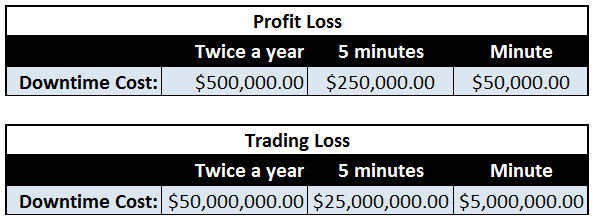 Profit Loss
Twice a year 5 minutes Minute
Downtime Cost: $500,000.00 $250,000.00 $50,000.00
Trading Loss
Twice a year 5 minutes Minute
Downtime Cost: $50,000,000.00 $25,000,000.00 $5,000,000.00